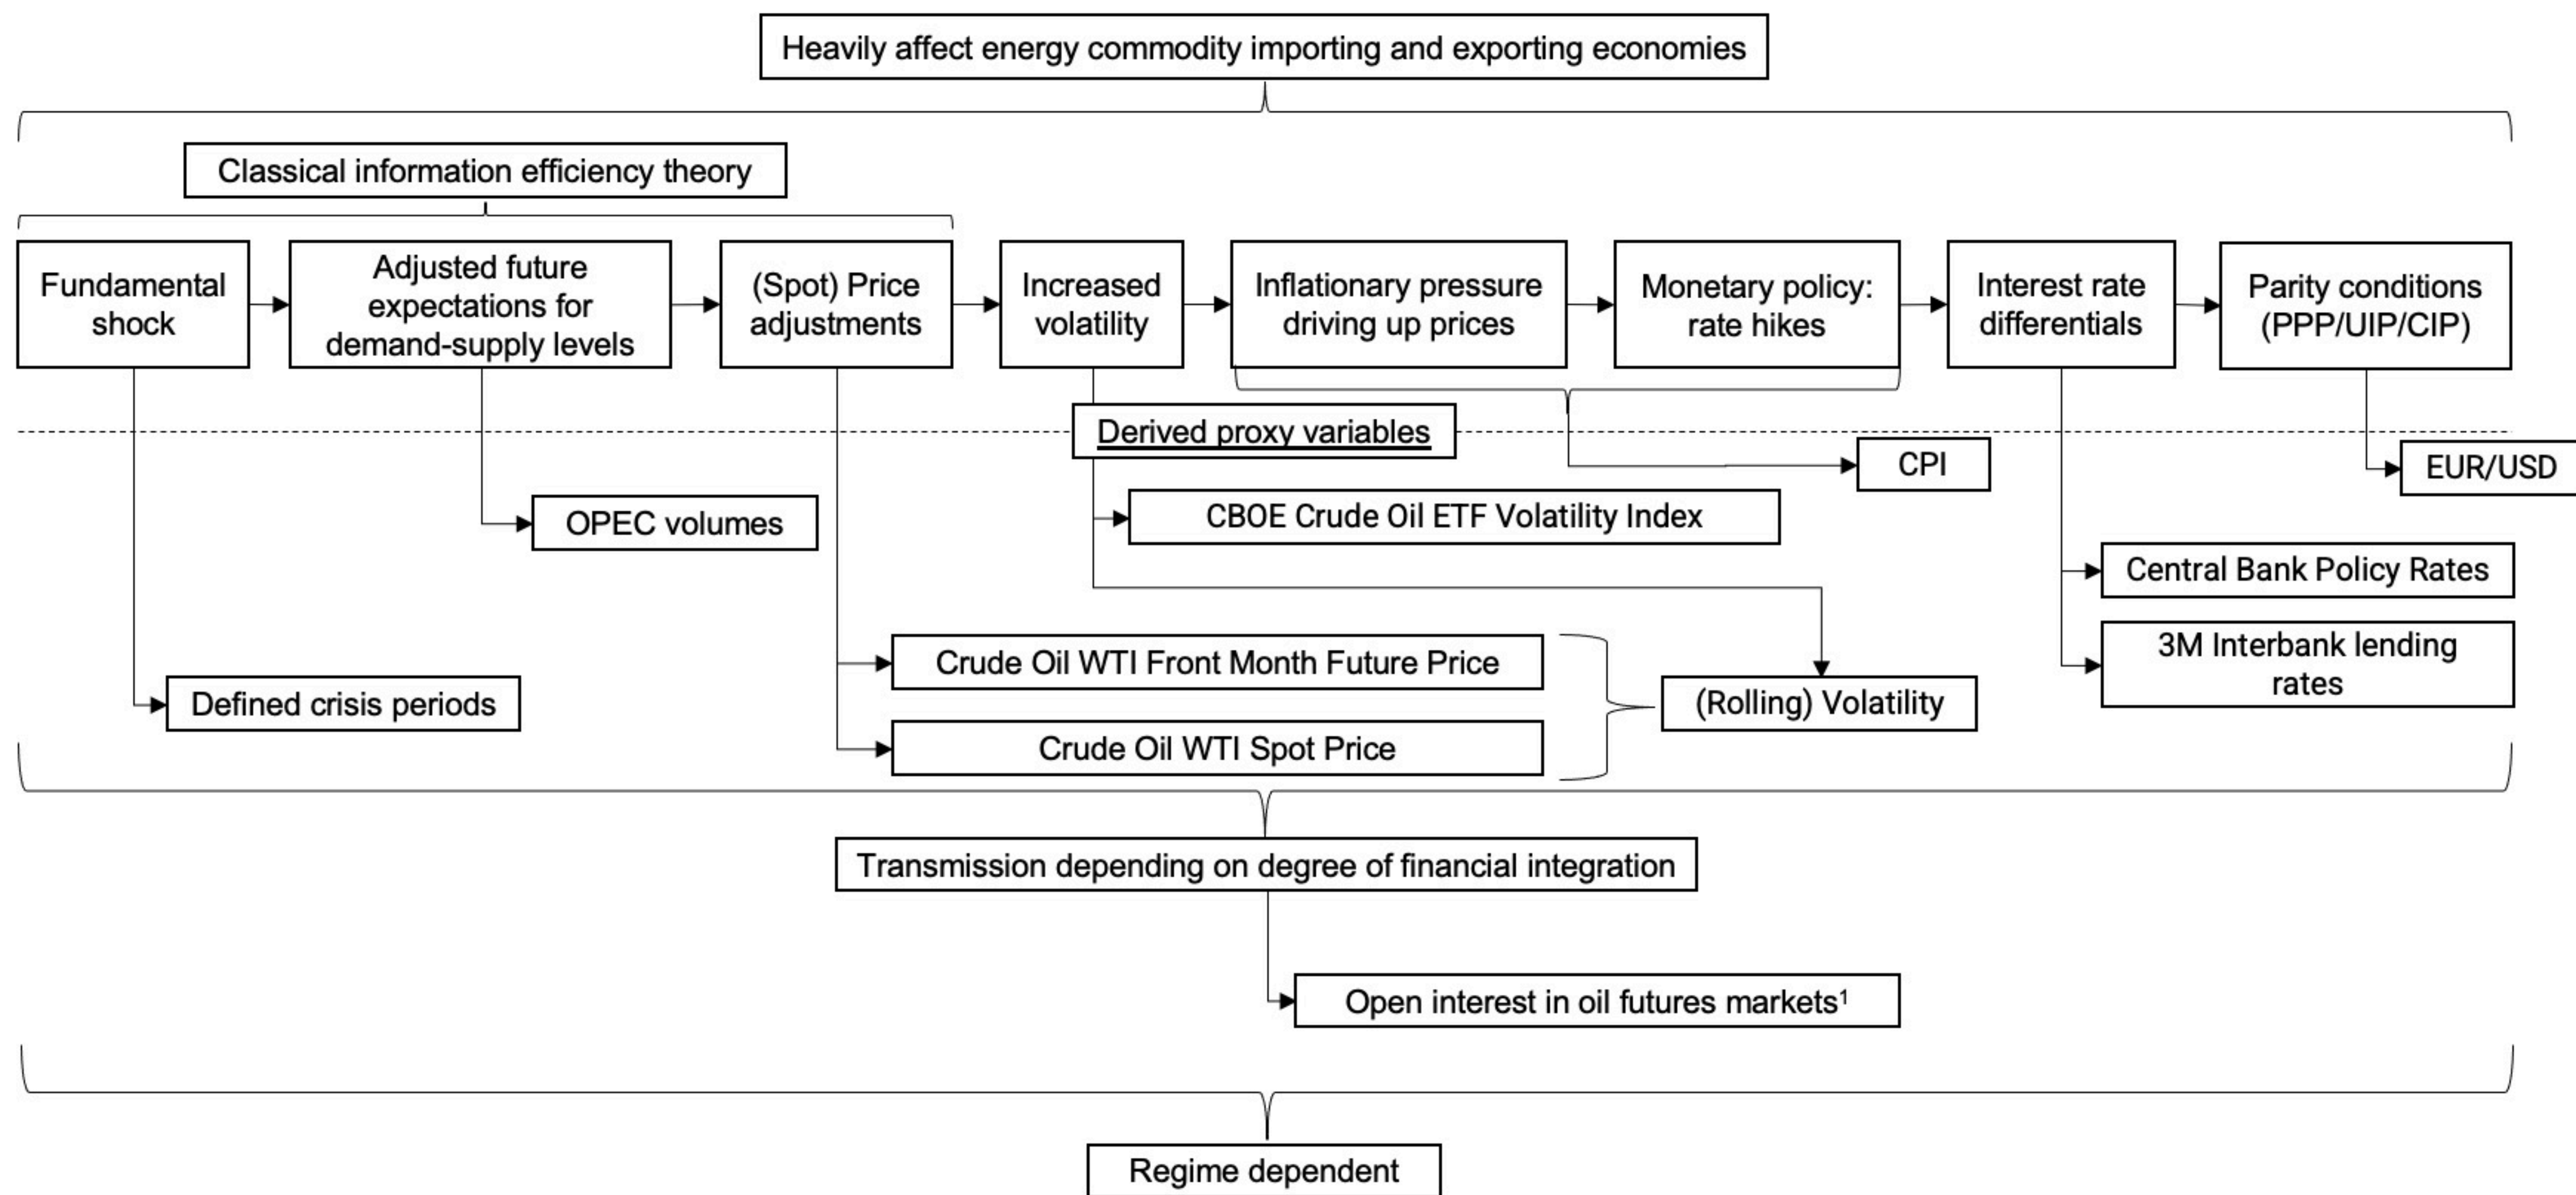 Heavily affect energy commodity importing and exporting economies
Classical information efficiency theory
Fundamental
shock
Adjusted future
expectations for
demand-supply levels
(Spot) Price
adjustments
Increased
volatility
Inflationary pressure
driving up prices
Monetary policy:
rate hikes
Interest rate
differentials
Parity conditions
(PPP/UIP/CIP)
Derived proxy variables
CPI
EUR/USD
OPEC volumes
CBOE Crude Oil ETF Volatility Index
Central Bank Policy Rates
Crude Oil WTI Front Month Future Price
3M Interbank lending
rates
Defined crisis periods
(Rolling) Volatility
Crude Oil WTI Spot Price
Transmission depending on degree of financial integration
Open interest in oil futures markets¹
Regime dependent